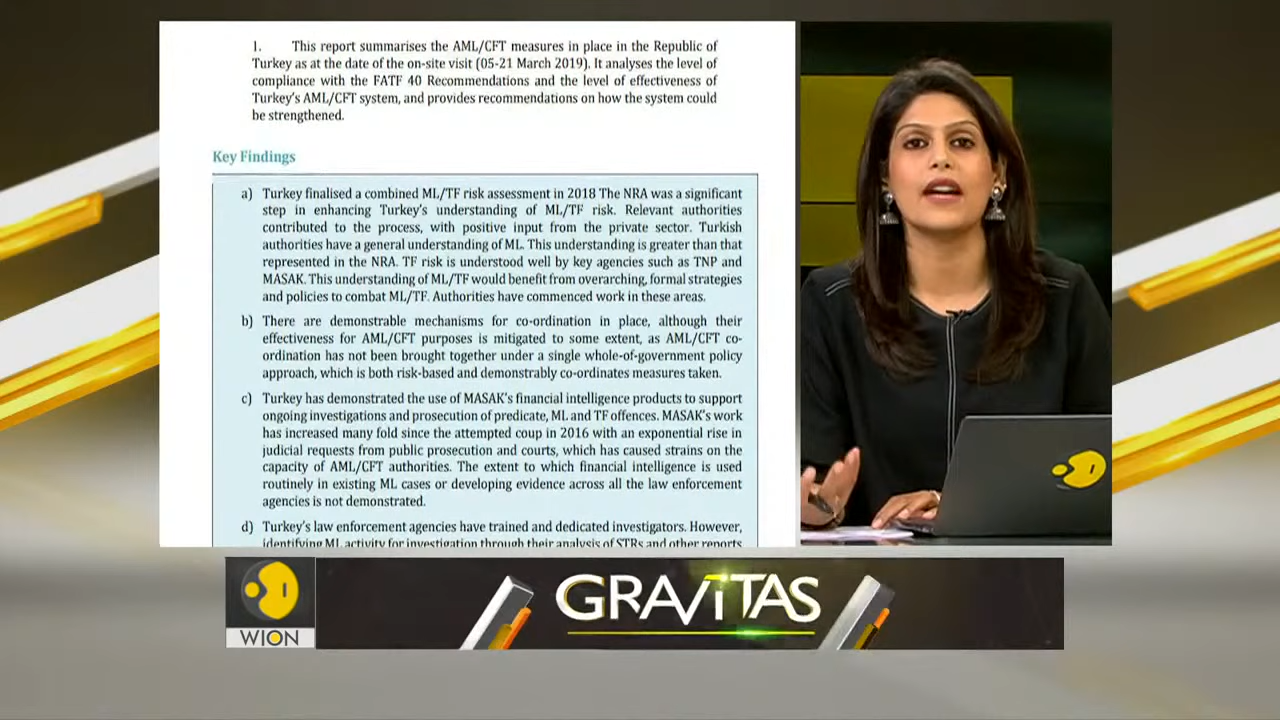 1. This report summarises the AML/CFT measures in place in the Republic of
Turkey as at the date of the on-site visit (05-21 March 2019). It analyses the level of
compliance with the FATF 40 Recommendations and the level of effectiveness of
Turkey's AML/CFT system, and provides recommendations on how the system could
be strengthened.
Key Findings
a) Turkey finalised a combined ML/TF risk assessment in 2018 The NRA was a significant
step in enhancing Turkey's understanding of ML/TF risk. Relevant authorities
contributed to the process, with positive input from the private sector. Turkish
authorities have a general understanding of ML. This understanding is greater than that
represented in the NRA. TF risk is understood well by key agencies such as TNP and
MASAK. This understanding of ML/TF would benefit from overarching, formal strategies
and policies to combat ML/TF. Authorities have commenced work in these areas.
b) There are demonstrable mechanisms for co-ordination in place, although their
effectiveness for AML/CFT purposes is mitigated to some extent, as AML/CFT co-
ordination has not been brought together under a single whole-of-government policy
approach, which is both risk-based and demonstrably co-ordinates measures taken.
c) Turkey has demonstrated the use of MASAK's financial intelligence products to support
ongoing investigations and prosecution of predicate, ML and TF offences. MASAK's work
has increased many fold since the attempted coup in 2016 with an exponential rise in
judicial requests from public prosecution and courts, which has caused strains on the
capacity of AML/CFT authorities. The extent to which financial intelligence is used
routinely in existing ML cases or developing evidence across all the law enforcement
agencies is not demonstrated.
d) Turkey's law enforcement agencies have trained and dedicated investigators. However,
identifying ML activity for investigation through their analysis of STRs and other reports
WION
GRAVITAS